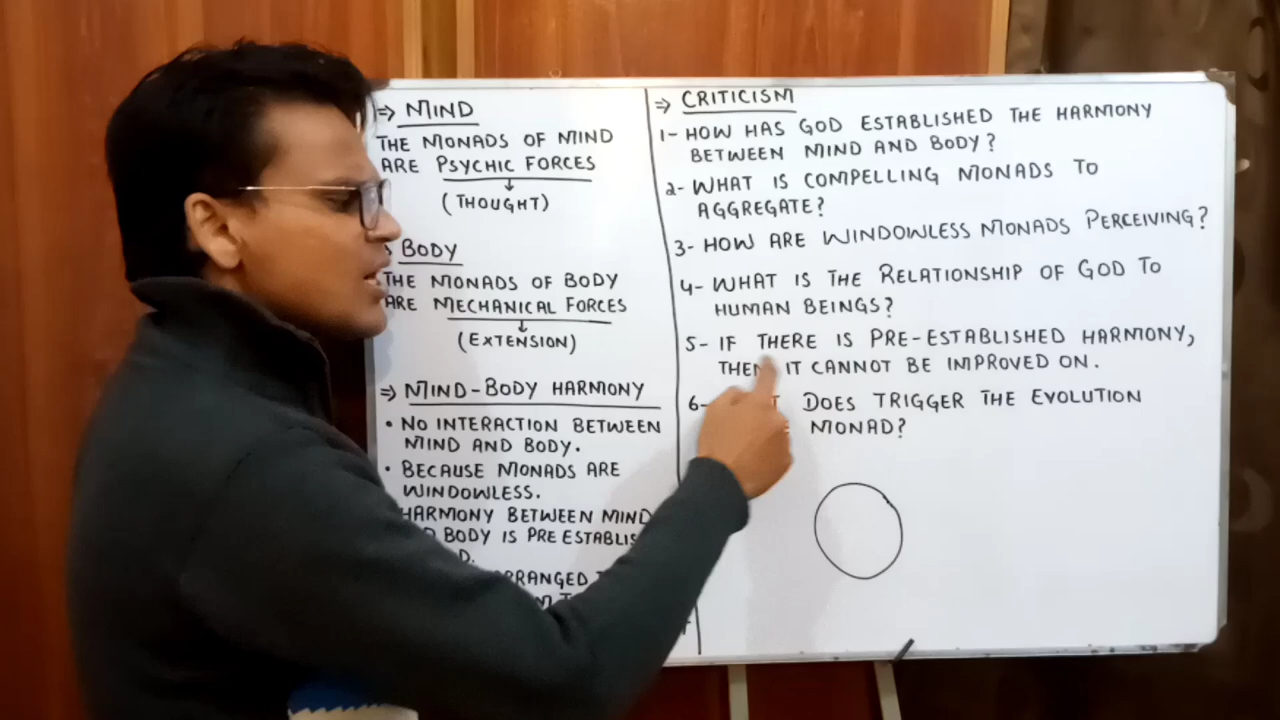 ⇒ MIND
THE MONADS OF MIND
ARE PSYCHIC FORCES
(THOUGHT)
BODY
THE MONADS OF BODY
ARE MECHANICAL FORCES
(EXTENSION)
⇒ MIND-BODY HARMONY
• NO INTERACTION BETWEEN
MIND AND BODY.
• BECAUSE MONADS ARE
WINDOWLESS.
HARMONY BETWEEN MIND
BODY IS PRE ESTABLIS
⇒ CRITICISM
1- HOW HAS GOD ESTABLISHED THE HARMONY
BETWEEN MIND AND BODY?
2- WHAT IS COMPELLING MONADS TO
AGGREGATE?
3- HOW ARE WINDOWLESS MONADS PERCEIVING?
4- WHAT IS THE RELATIONSHIP OF GOD TO
HUMAN BEINGS?
5- IF THERE IS PRE-ESTABLISHED HARMONY,
THEN IT CANNOT BE IMPROVED ON.
6- DOES TRIGGER THE EVOLUTION
MONAD?